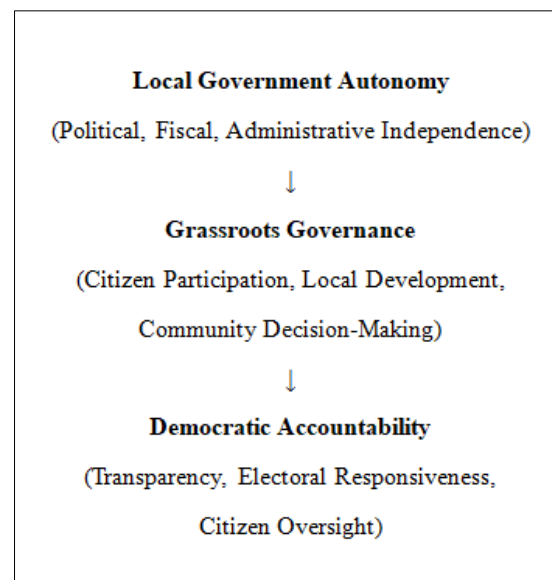 Local Government Autonomy
(Political, Fiscal, Administrative Independence)
↓
Grassroots Governance
(Citizen Participation, Local Development,
Community Decision-Making)
↓
Democratic Accountability
(Transparency, Electoral Responsiveness,
Citizen Oversight)